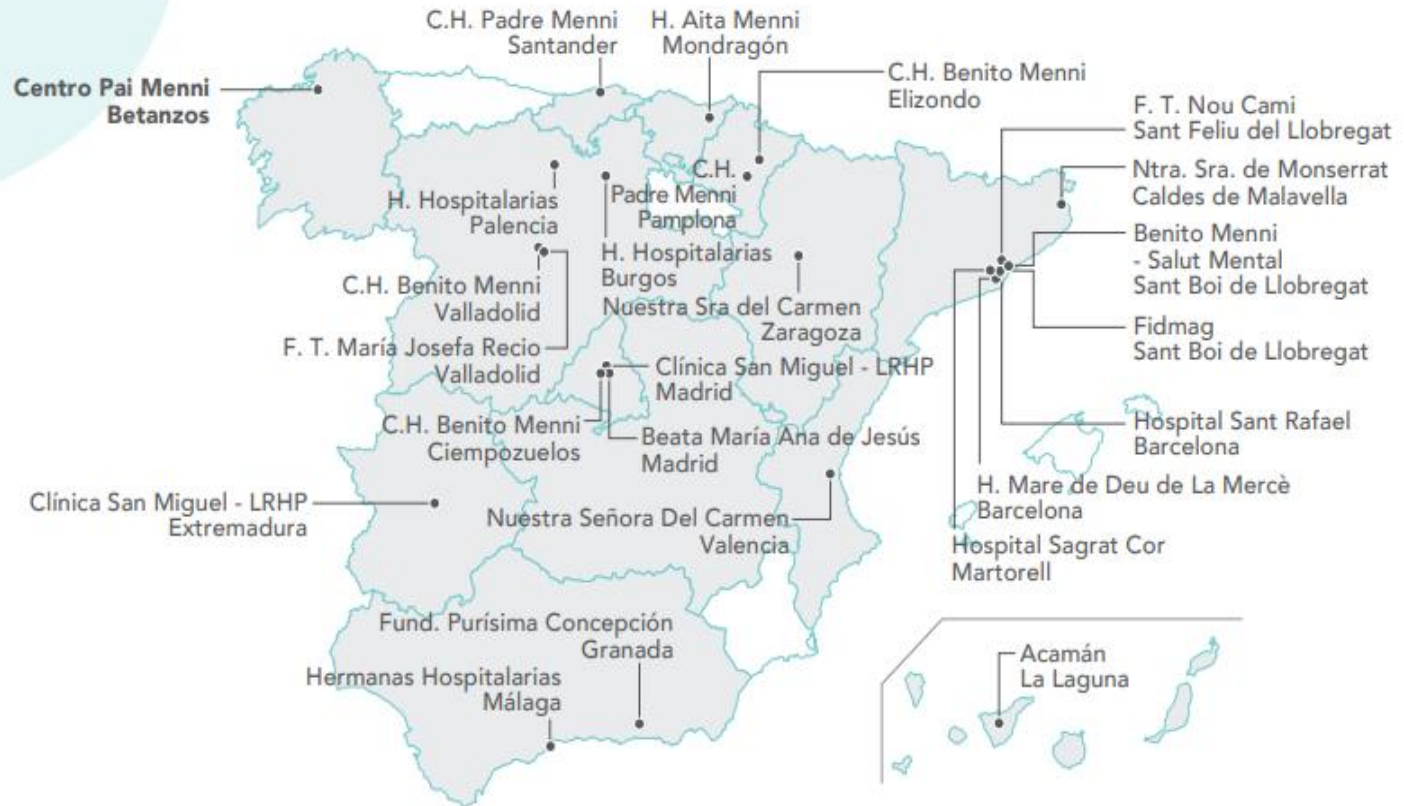 C.H. Padre Menni
Santander
H. Aita Menni
Mondragón
Centro Pai Menni
Betanzos
C.H. Benito Menni
Elizondo
F. T. Nou Cami
Sant Feliu del Llobregat
Ntra. Sra. de Monserrat
Caldes de Malavella
C.H.
Padre Menni
Pamplona
H. Hospitalarias
Palencia
H. Hospitalarias
Burgos
Benito Menni
- Salut Mental
Sant Boi de Llobregat
C.H. Benito Menni
Valladolid
Nuestra Sra del Carmen
Zaragoza
Fidmag
Sant Boi de Llobregat
F. T. María Josefa Recio
Valladolid
Clínica San Miguel - LRHP
Madrid
C.H. Benito Menni
Ciempozuelos
Beata María Ana de Jesús
Madrid
Hospital Sant Rafael
Barcelona
H. Mare de Deu de La Mercè
Barcelona
Clínica San Miguel - LRHP
Extremadura
Nuestra Señora Del Carmen
Valencia
Hospital Sagrat Cor
Martorell
Fund. Purísima Concepción
Granada
Hermanas Hospitalarias
Málaga
Acamán
La Laguna